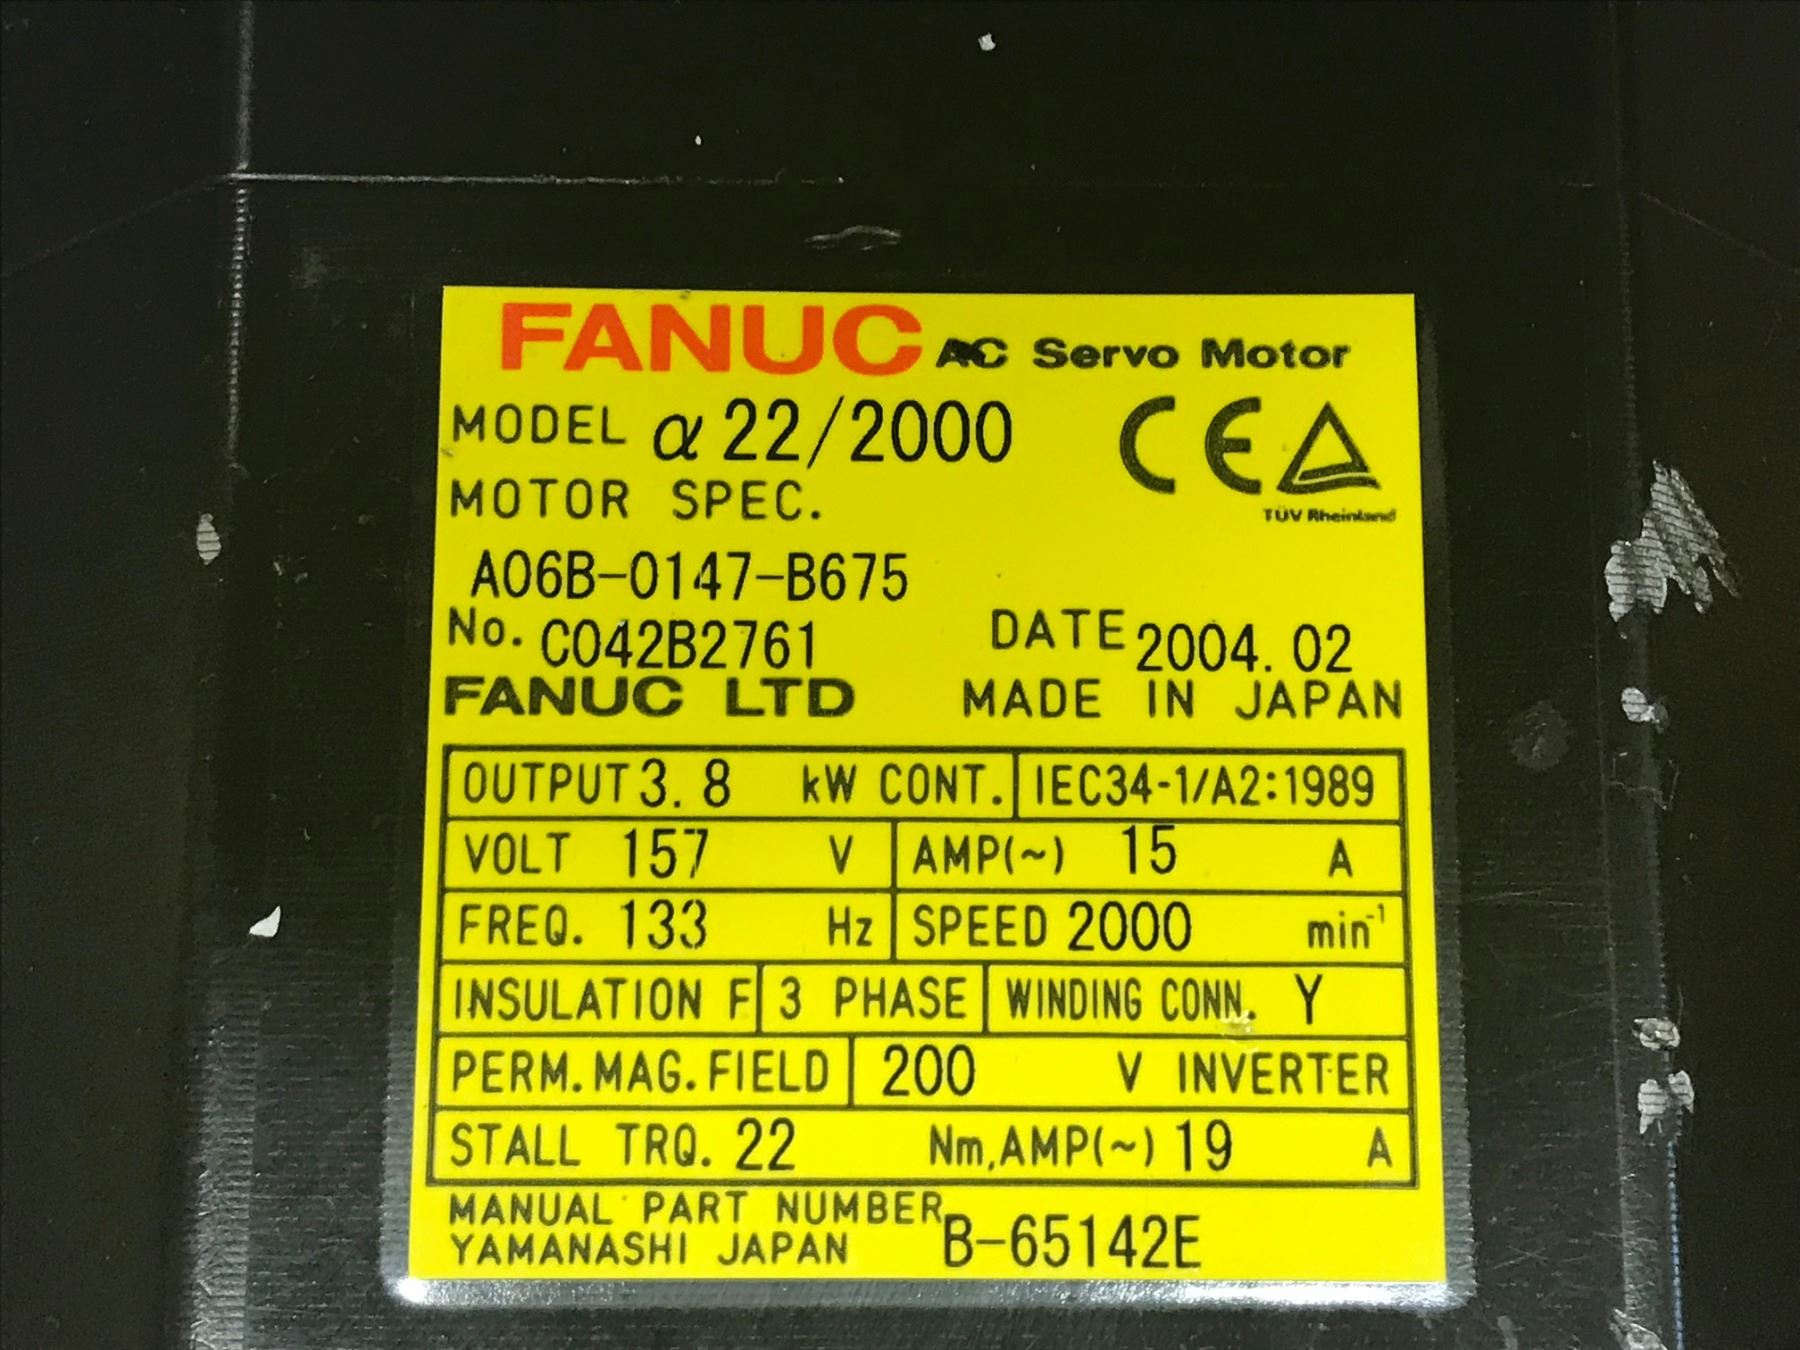 FANUC AC Servo Motor
MODEL α22/2000
CE
TÜV Rheinland
MOTOR SPEC.
A06B-0147-B675
No. C042B2761 DATE 2004.02
FANUC LTD MADE IN JAPAN
OUTPUT 3.8 kW CONT. IEC34-1/A2:1989
VOLT 157 V AMP(~) 15 A
FREQ. 133 Hz SPEED 2000 min⁻¹
INSULATION F 3 PHASE WINDING CONN. Y
PERM.MAG.FIELD 200 V INVERTER
STALL TRQ. 22 Nm,AMP(~) 19 A
MANUAL PART NUMBER B-65142E
YAMANASHI JAPAN